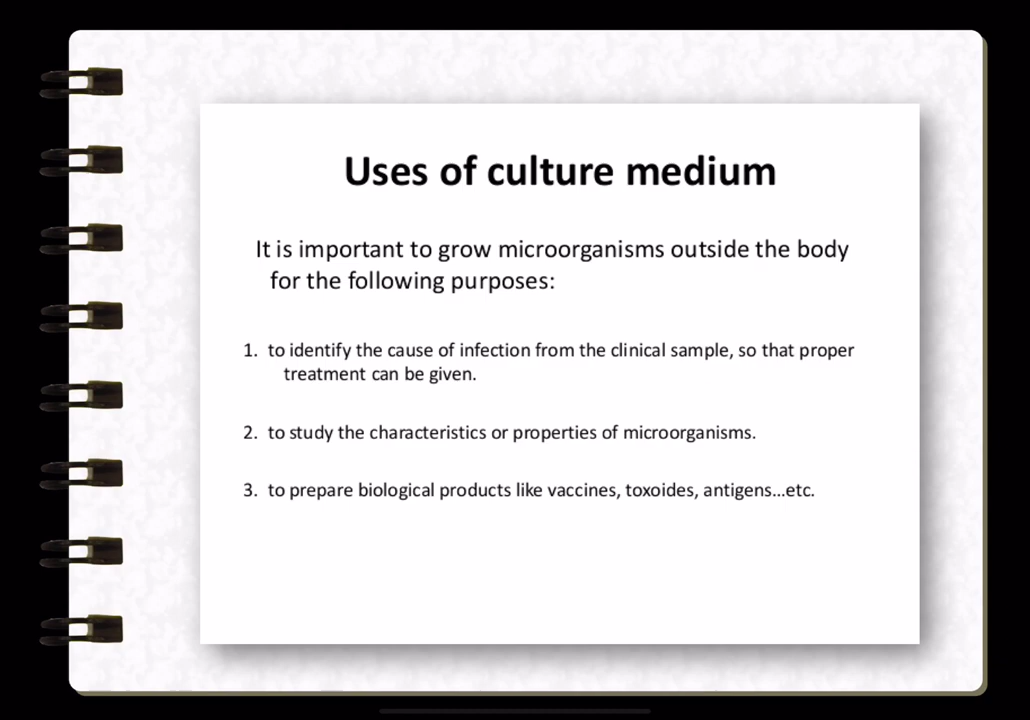 Uses of culture medium
It is important to grow microorganisms outside the body
for the following purposes:
1. to identify the cause of infection from the clinical sample, so that proper
treatment can be given.
2. to study the characteristics or properties of microorganisms.
3. to prepare biological products like vaccines, toxoides, antigens...etc.